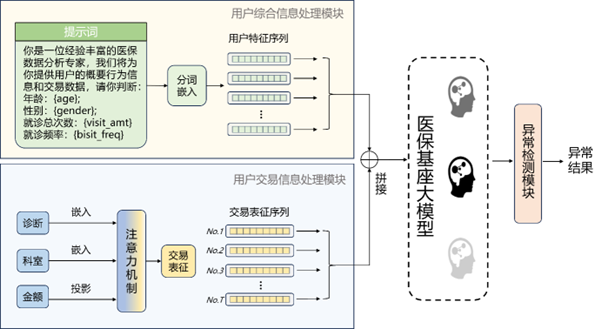 用户综合信息处理模块
提示词
你是一位经验丰富的医保
数据分析专家，我们将为
你提供用户的概要行为信
息和交易数据，请你判断：
年龄：{age};
性别：{gender};
就诊总次数：{visit_amt}
就诊频率：{bisit_freq}
分词
嵌入
用户特征序列
用户交易信息处理模块
诊断
嵌入
科室
嵌入
金额
投影
注意力机制
交易
表征
交易表征序列
No.1
No.2
No.3
No.T
拼接
医保基座大模型
异常检测模块
异常
结果